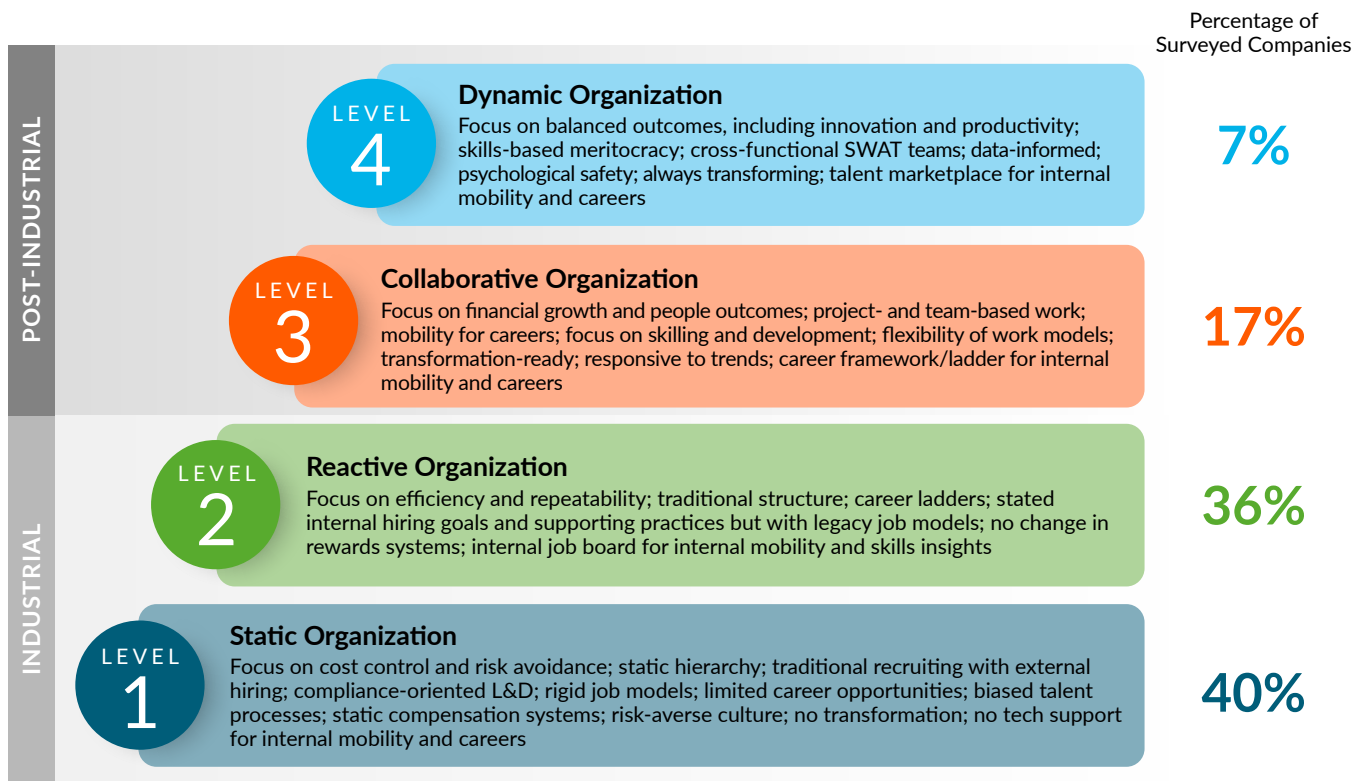 Percentage of
Surveyed Companies
POST-INDUSTRIAL
LEVEL
4
Dynamic Organization
Focus on balanced outcomes, including innovation and productivity;
skills-based meritocracy; cross-functional SWAT teams; data-informed;
psychological safety; always transforming; talent marketplace for internal
mobility and careers
7%
LEVEL
3
Collaborative Organization
Focus on financial growth and people outcomes; project- and team-based work;
mobility for careers; focus on skilling and development; flexibility of work models;
transformation-ready; responsive to trends; career framework/ladder for internal
mobility and careers
17%
INDUSTRIAL
LEVEL
2
Reactive Organization
Focus on efficiency and repeatability; traditional structure; career ladders; stated
internal hiring goals and supporting practices but with legacy job models; no change in
rewards systems; internal job board for internal mobility and skills insights
36%
LEVEL
1
Static Organization
Focus on cost control and risk avoidance; static hierarchy; traditional recruiting with external
hiring; compliance-oriented L&D; rigid job models; limited career opportunities; biased talent
processes; static compensation systems; risk-averse culture; no transformation; no tech support
for internal mobility and careers
40%